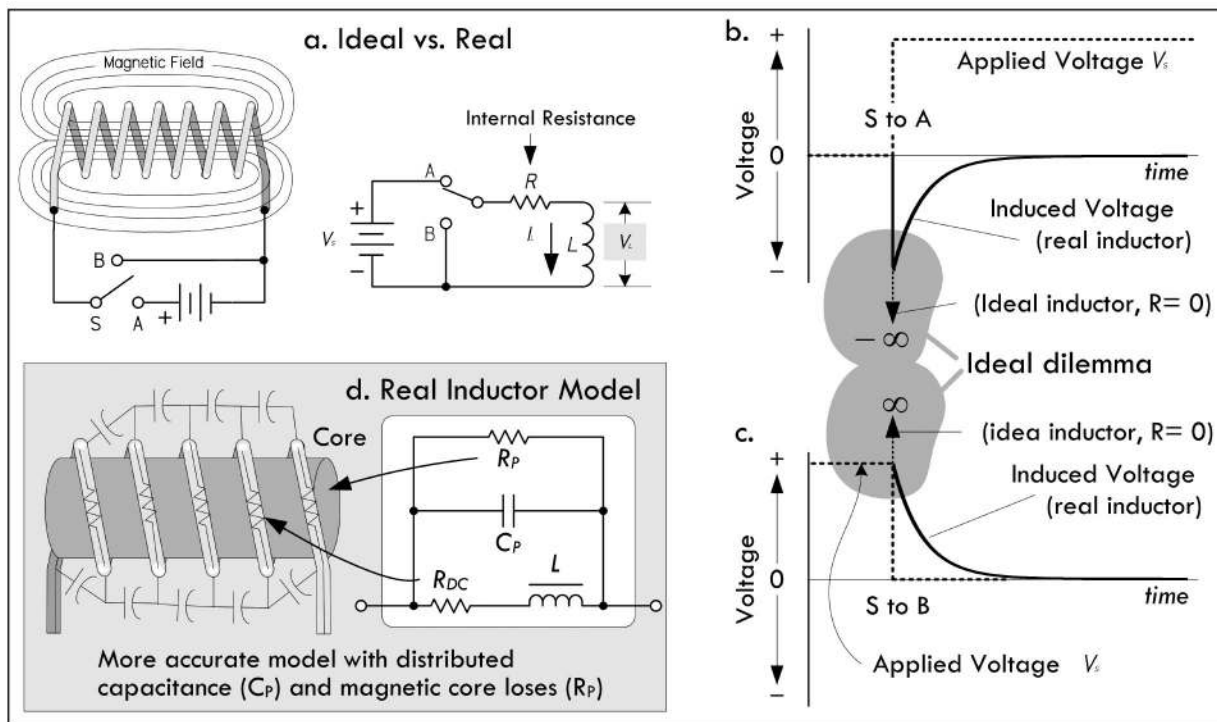 a. Ideal vs. Real
Magnetic Field
B
S
A
+
Internal Resistance
A
R
+
Vs
−
B
I
L
VL
b.
+
Applied Voltage Vs
S to A
Voltage
0
time
Induced Voltage
(real inductor)
−
(Ideal inductor, R= 0)
− ∞
Ideal dilemma
∞
c.
(idea inductor, R= 0)
+
Induced Voltage
(real inductor)
Voltage
0
time
S to B
Applied Voltage Vs
−
d. Real Inductor Model
Core
RP
CP
L
RDC
More accurate model with distributed
capacitance (CP) and magnetic core loses (RP)